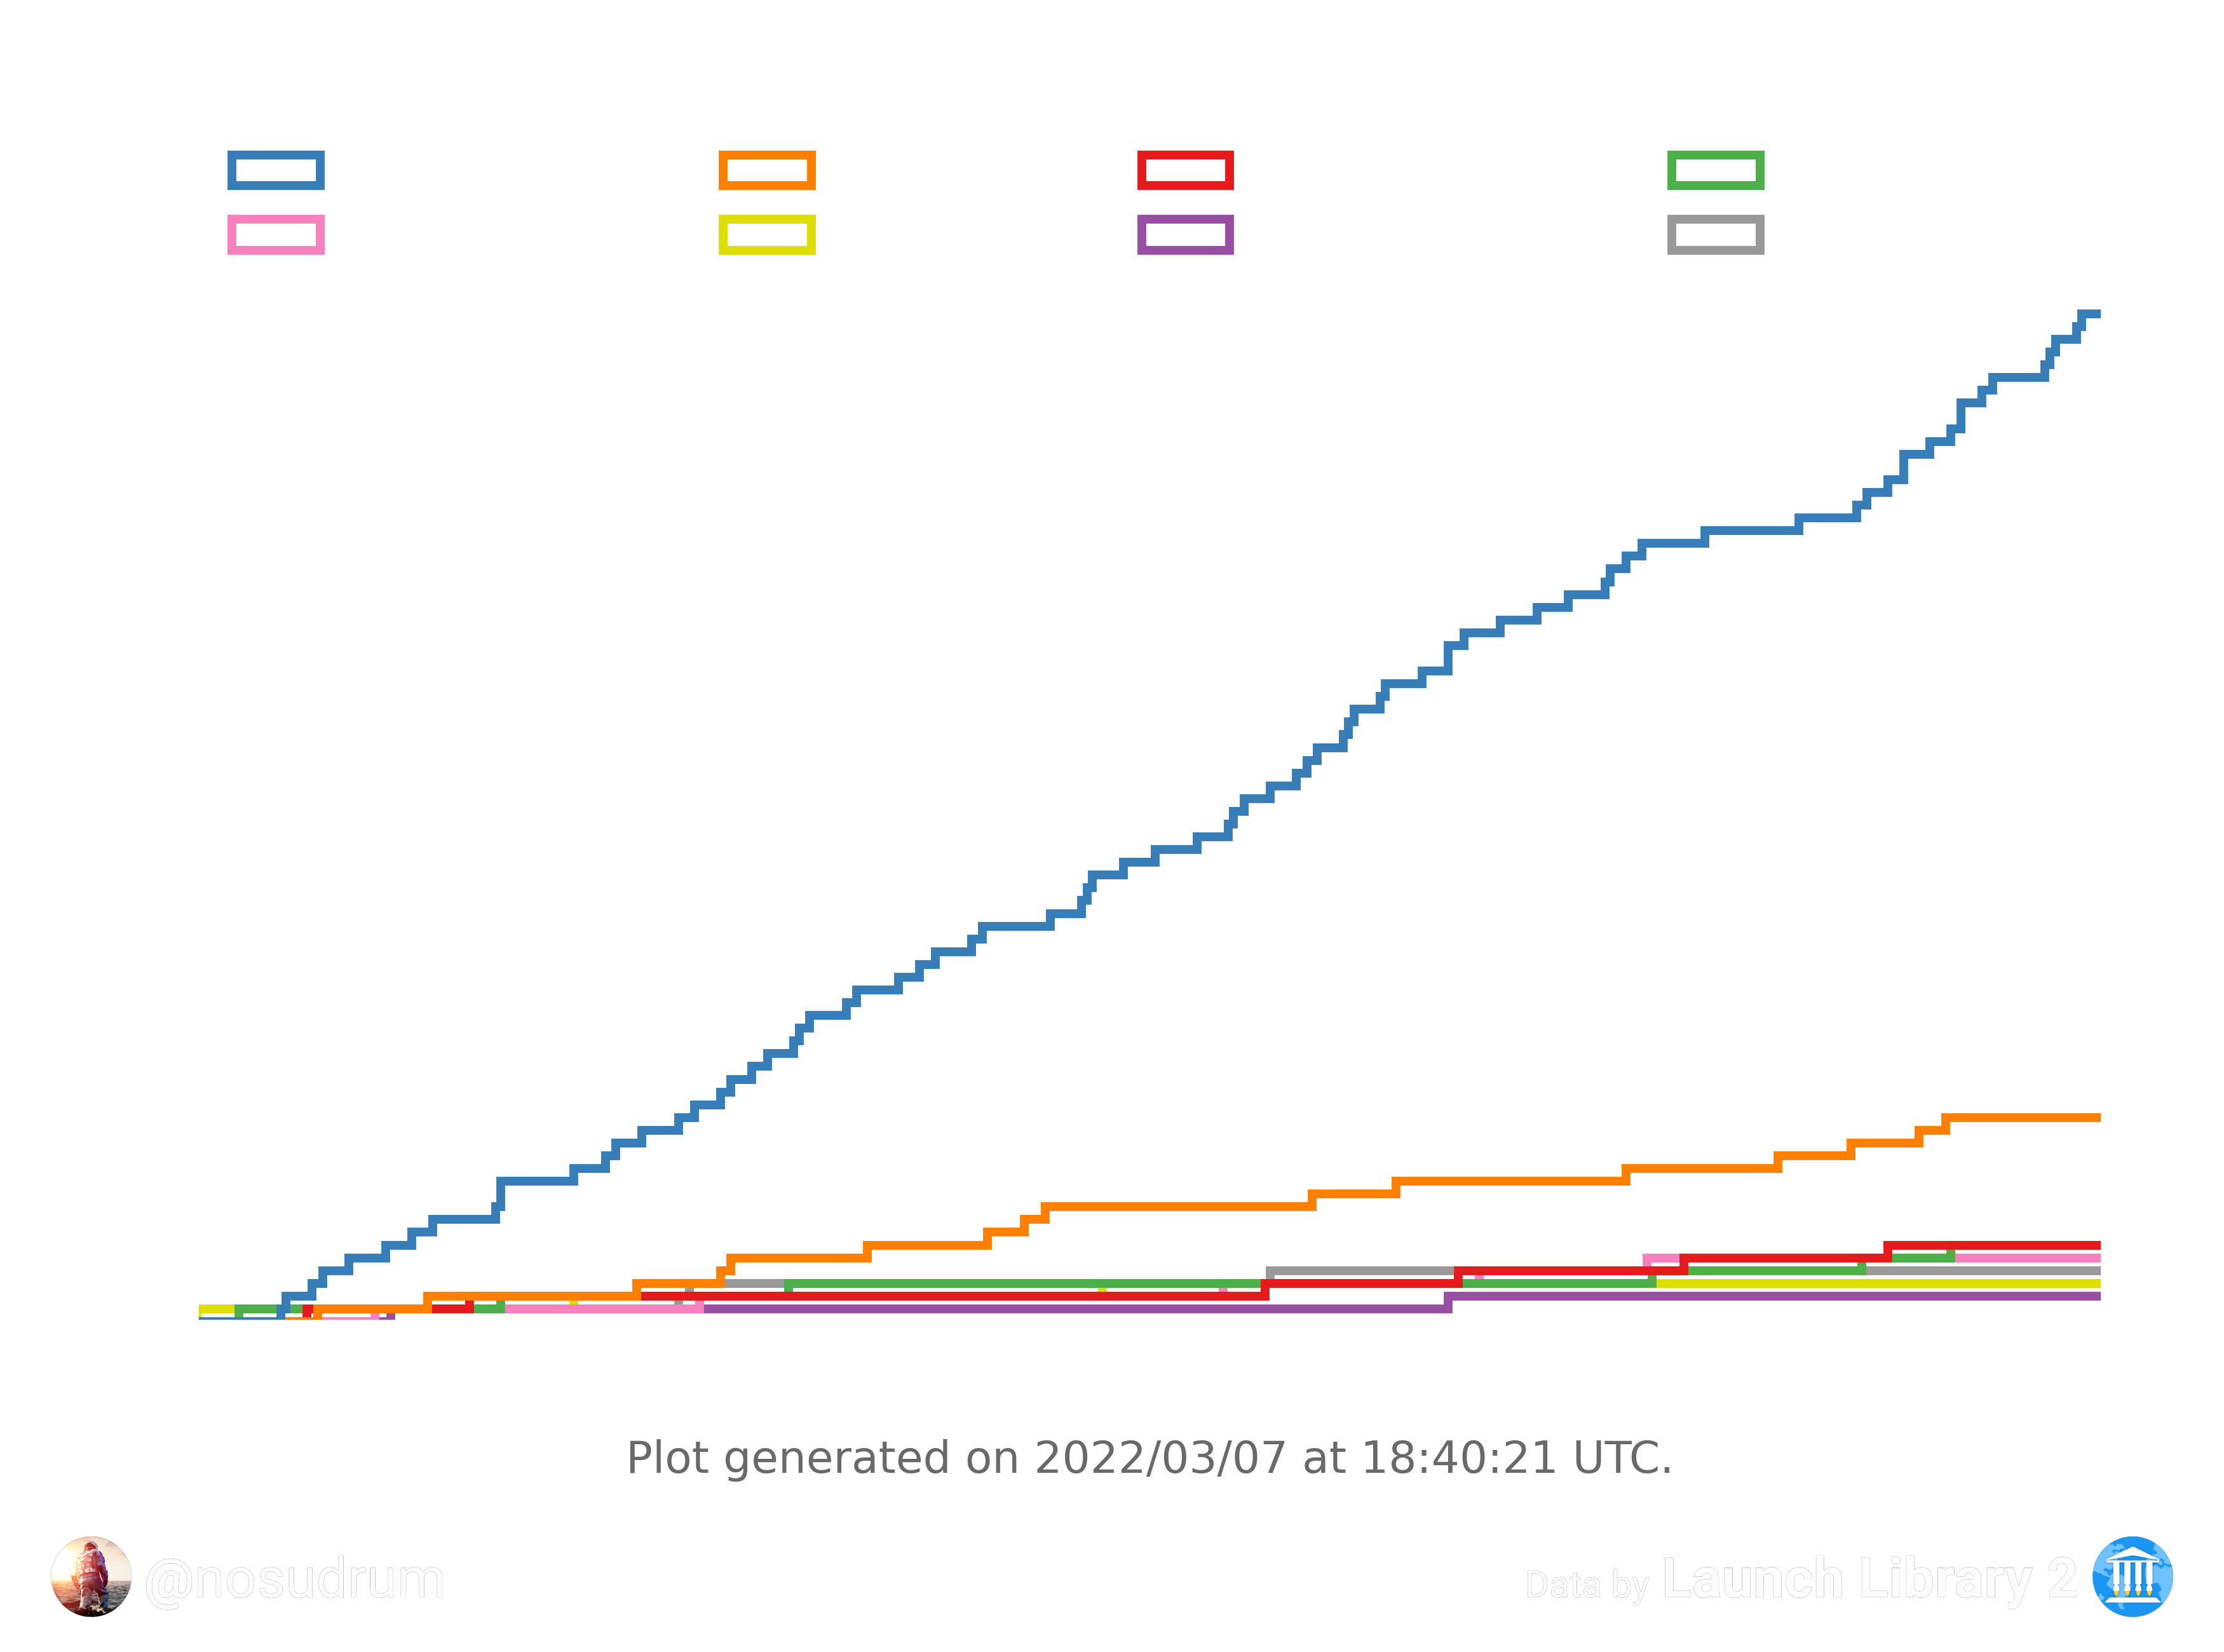 Plot generated on 2022/03/07 at 18:40:21 UTC.
@nosudrum
Data by Launch Library 2